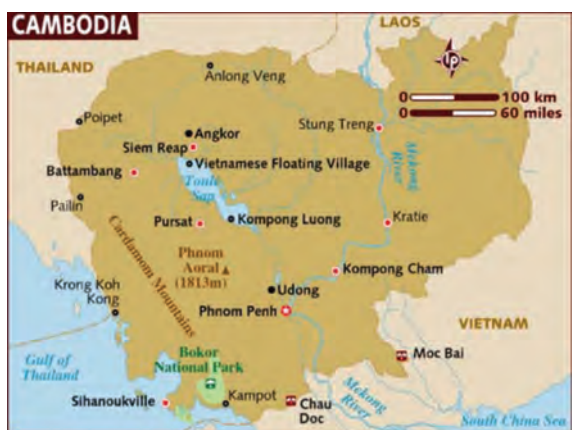 CAMBODIA
LAOS
THAILAND
Anlong Veng
lp
0 100 km
0 60 miles
Poipet
Angkor
Stung Treng
Siem Reap
Vietnamese Floating Village
Battambang
Tonle
Sap
Mekong
River
Pailin
Pursat
Kompong Luong
Kratie
Cardamom Mountains
Phnom
Aoral
(1813m)
Kompong Cham
Krong Koh
Kong
Udong
Phnom Penh
VIETNAM
Gulf of
Thailand
Bokor
National Park
Moc Bai
Sihanoukville
Kampot
Chau
Doc
Mekong
River
South China Sea